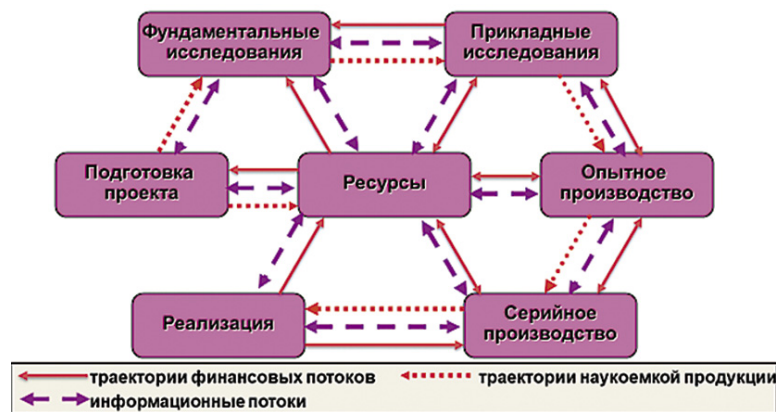 Фундаментальные
исследования
Прикладные
исследования
Подготовка
проекта
Ресурсы
Опытное
производство
Реализация
Серийное
производство
траектории финансовых потоков
траектории наукоемкой продукции
информационные потоки